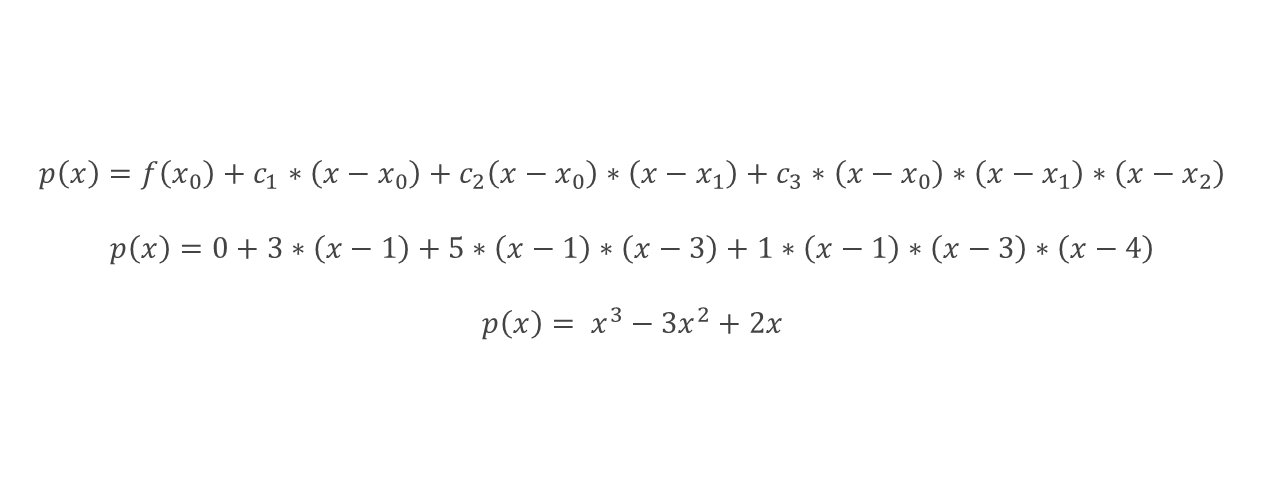 p(x) = f(x₀) + c₁ * (x − x₀) + c₂(x − x₀) * (x − x₁) + c₃ * (x − x₀) * (x − x₁) * (x − x₂)
p(x) = 0 + 3 * (x − 1) + 5 * (x − 1) * (x − 3) + 1 * (x − 1) * (x − 3) * (x − 4)
p(x) = x³ − 3x² + 2x